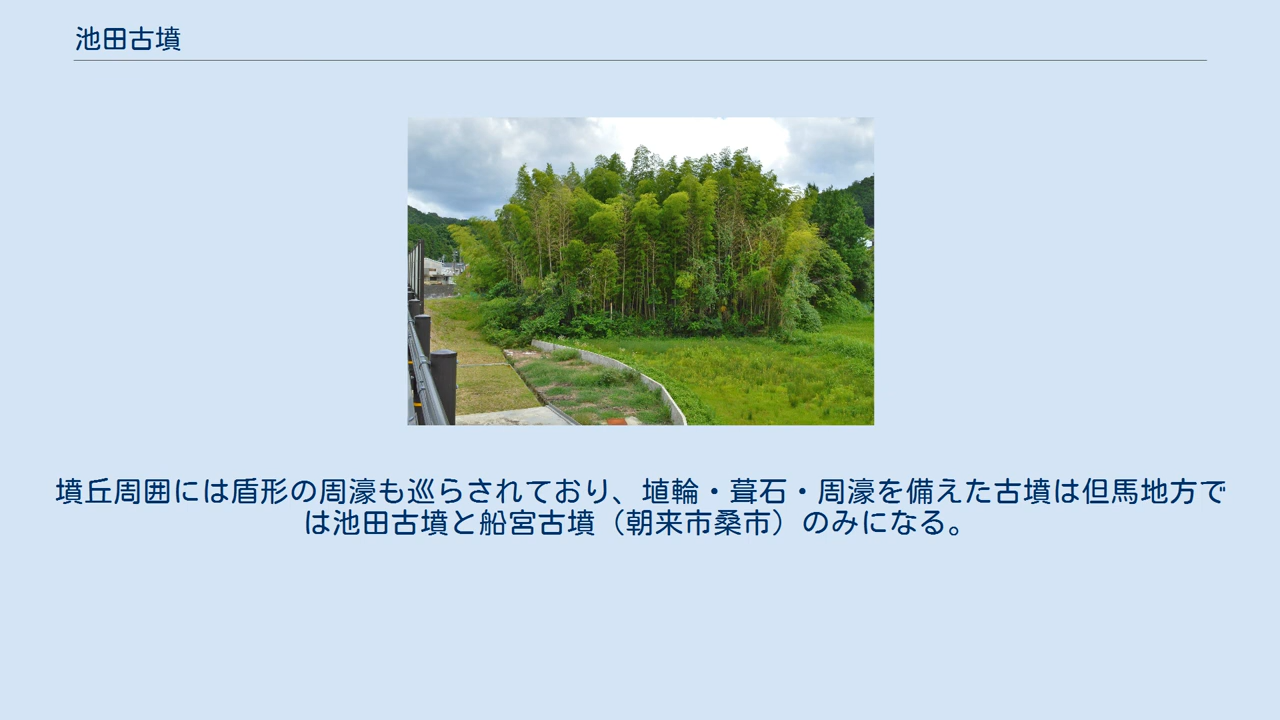 池田古墳
墳丘周囲には盾形の周濠も巡らされており、埴輪・葺石・周濠を備えた古墳は但馬地方で
は池田古墳と船宮古墳（朝来市桑市）のみになる。